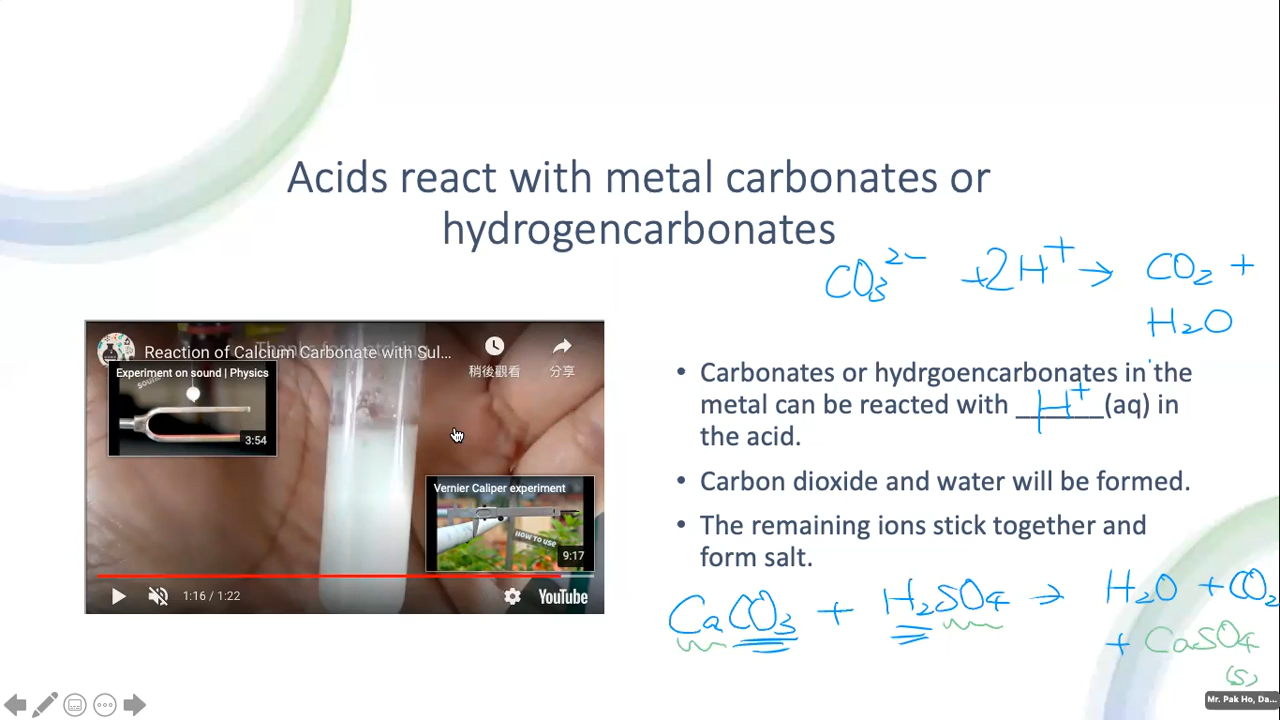 Acids react with metal carbonates or
hydrogencarbonates
CO₃²⁻ + 2H⁺ → CO₂ +
H₂O
Reaction of Calcium Carbonate with Sul...
稍後觀看
分享
Experiment on sound | Physics
3:54
Vernier Caliper experiment
HOW TO USE
9:17
1:16 / 1:22
YouTube
• Carbonates or hydrgoencarbonates in the
metal can be reacted with H⁺ (aq) in
the acid.
• Carbon dioxide and water will be formed.
• The remaining ions stick together and
form salt.
CaCO₃ + H₂SO₄ → H₂O + CO₂
+ CaSO₄
(s)
Mr. Pak Ho, Da...